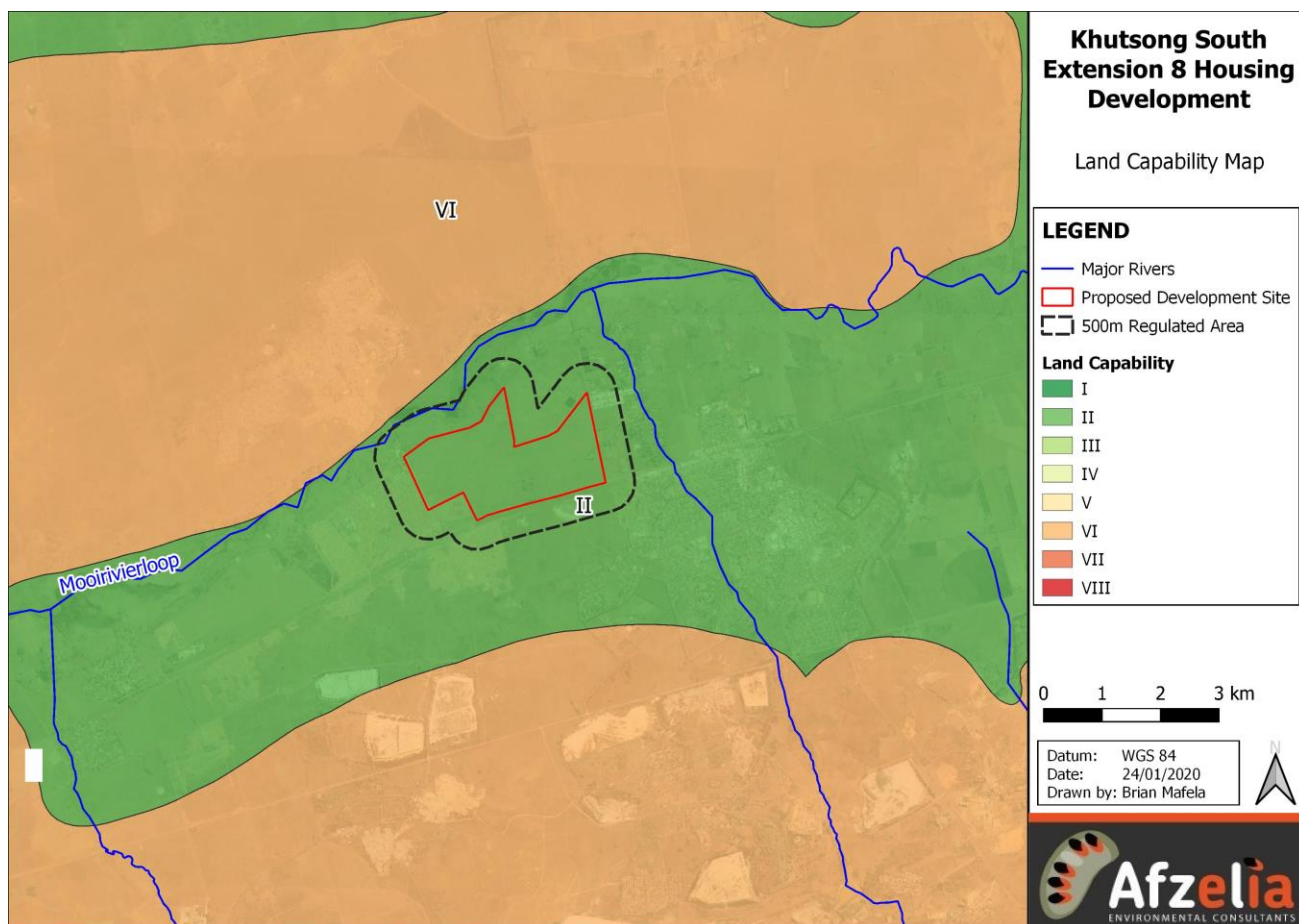 Khutsong South
Extension 8 Housing
Development
Land Capability Map
LEGEND
Major Rivers
Proposed Development Site
500m Regulated Area
Land Capability
I
II
III
IV
V
VI
VII
VIII
0 1 2 3 km
Datum: WGS 84
Date: 24/01/2020
Drawn by: Brian Mafela
N
Afzelia
ENVIRONMENTAL CONSULTANTS
VI
II
Mooirivierloop